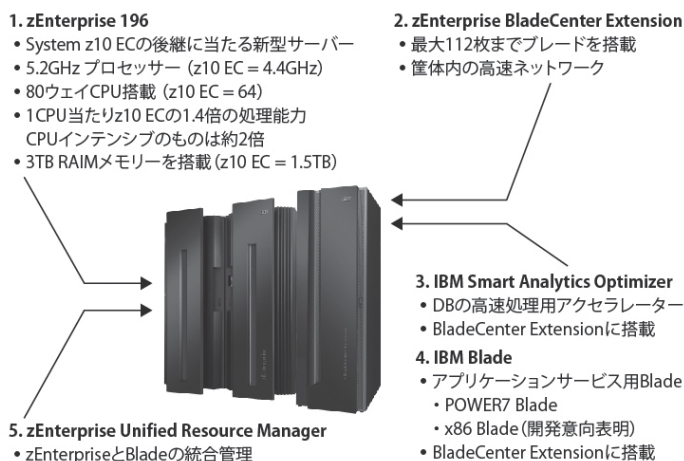 1. zEnterprise 196
• System z10 ECの後継に当たる新型サーバー
• 5.2GHz プロセッサー（z10 EC = 4.4GHz）
• 80ウェイCPU搭載（z10 EC = 64）
• 1CPU当たりz10 ECの1.4倍の処理能力
CPUインテンシブのものは約2倍
• 3TB RAIMメモリーを搭載（z10 EC = 1.5TB）
2. zEnterprise BladeCenter Extension
• 最大112枚までブレードを搭載
• 筐体内の高速ネットワーク
3. IBM Smart Analytics Optimizer
• DBの高速処理用アクセラレーター
• BladeCenter Extensionに搭載
4. IBM Blade
• アプリケーションサービス用Blade
・POWER7 Blade
・x86 Blade（開発意向表明）
• BladeCenter Extensionに搭載
5. zEnterprise Unified Resource Manager
• zEnterpriseとBladeの統合管理